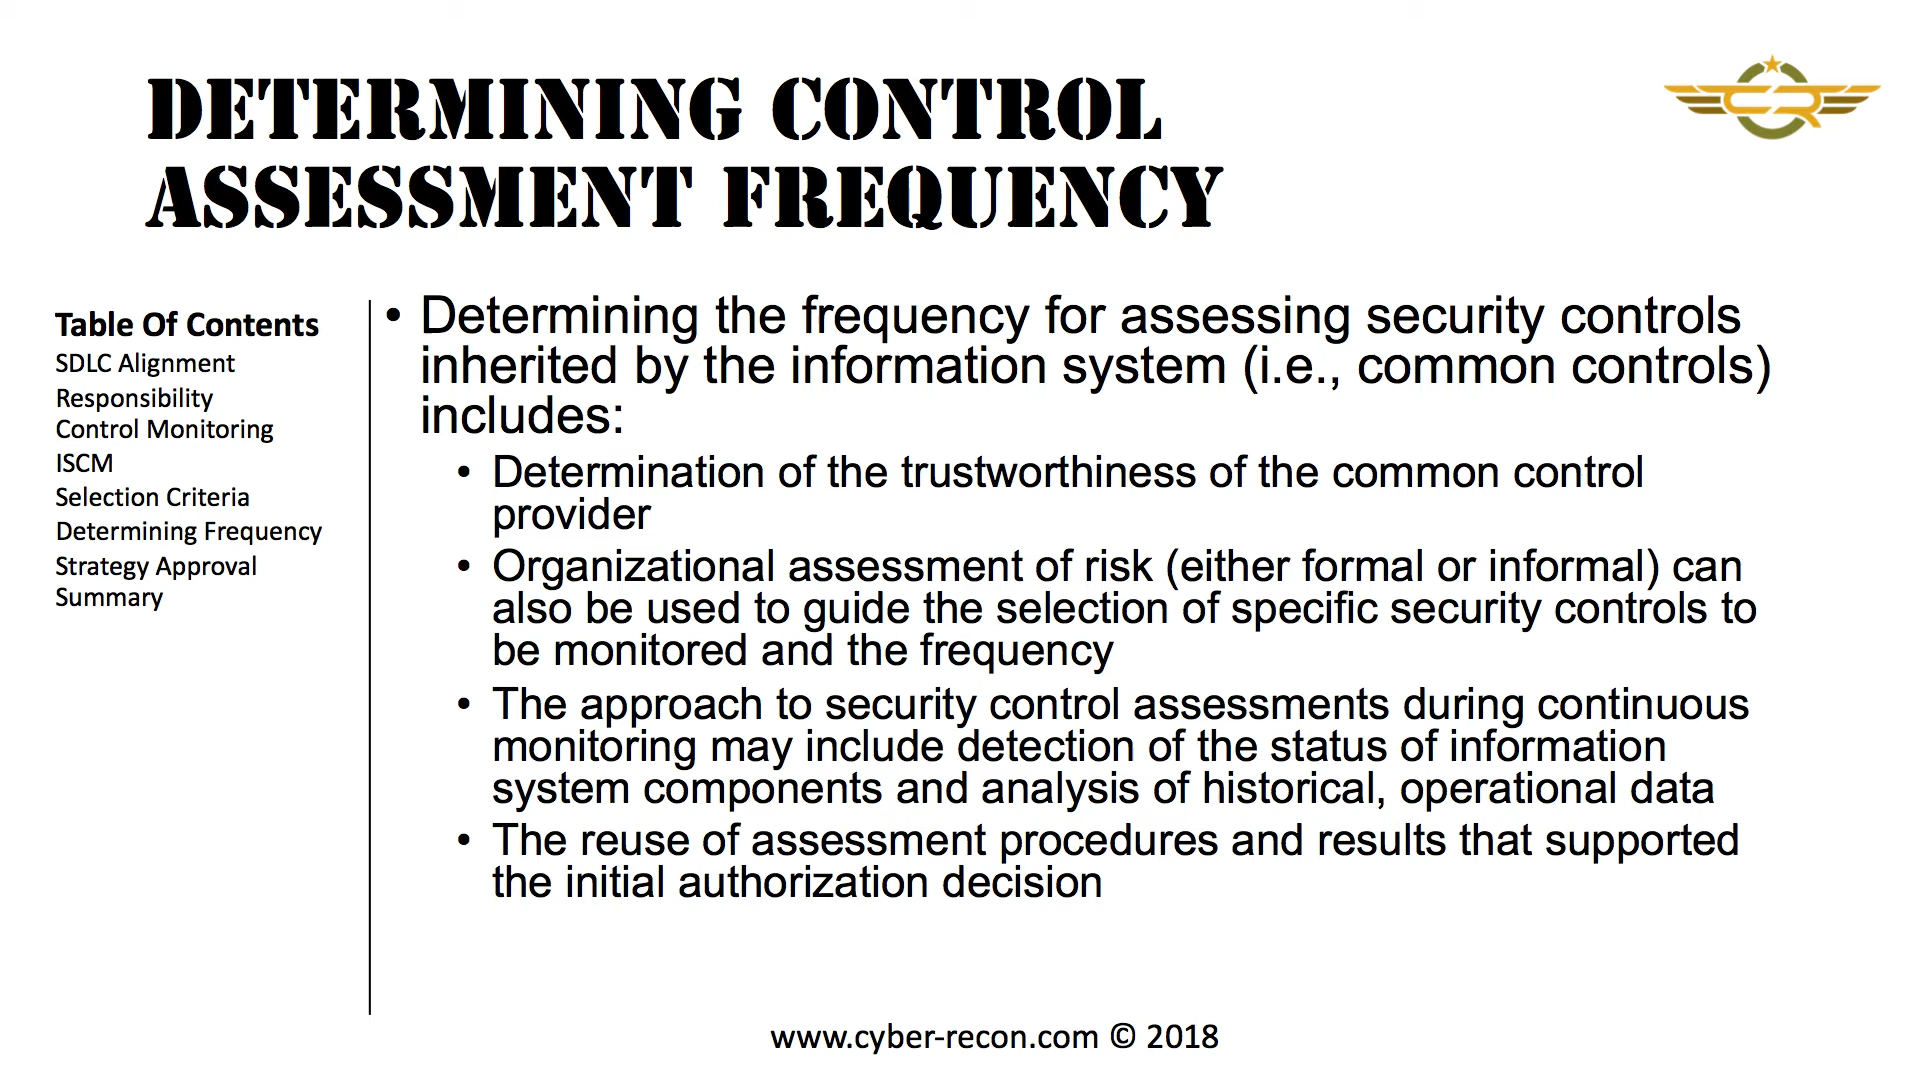 DETERMINING CONTROL
ASSESSMENT FREQUENCY
CR
Table Of Contents
SDLC Alignment
Responsibility
Control Monitoring
ISCM
Selection Criteria
Determining Frequency
Strategy Approval
Summary
• Determining the frequency for assessing security controls
inherited by the information system (i.e., common controls)
includes:
• Determination of the trustworthiness of the common control
provider
• Organizational assessment of risk (either formal or informal) can
also be used to guide the selection of specific security controls to
be monitored and the frequency
• The approach to security control assessments during continuous
monitoring may include detection of the status of information
system components and analysis of historical, operational data
• The reuse of assessment procedures and results that supported
the initial authorization decision
www.cyber-recon.com © 2018